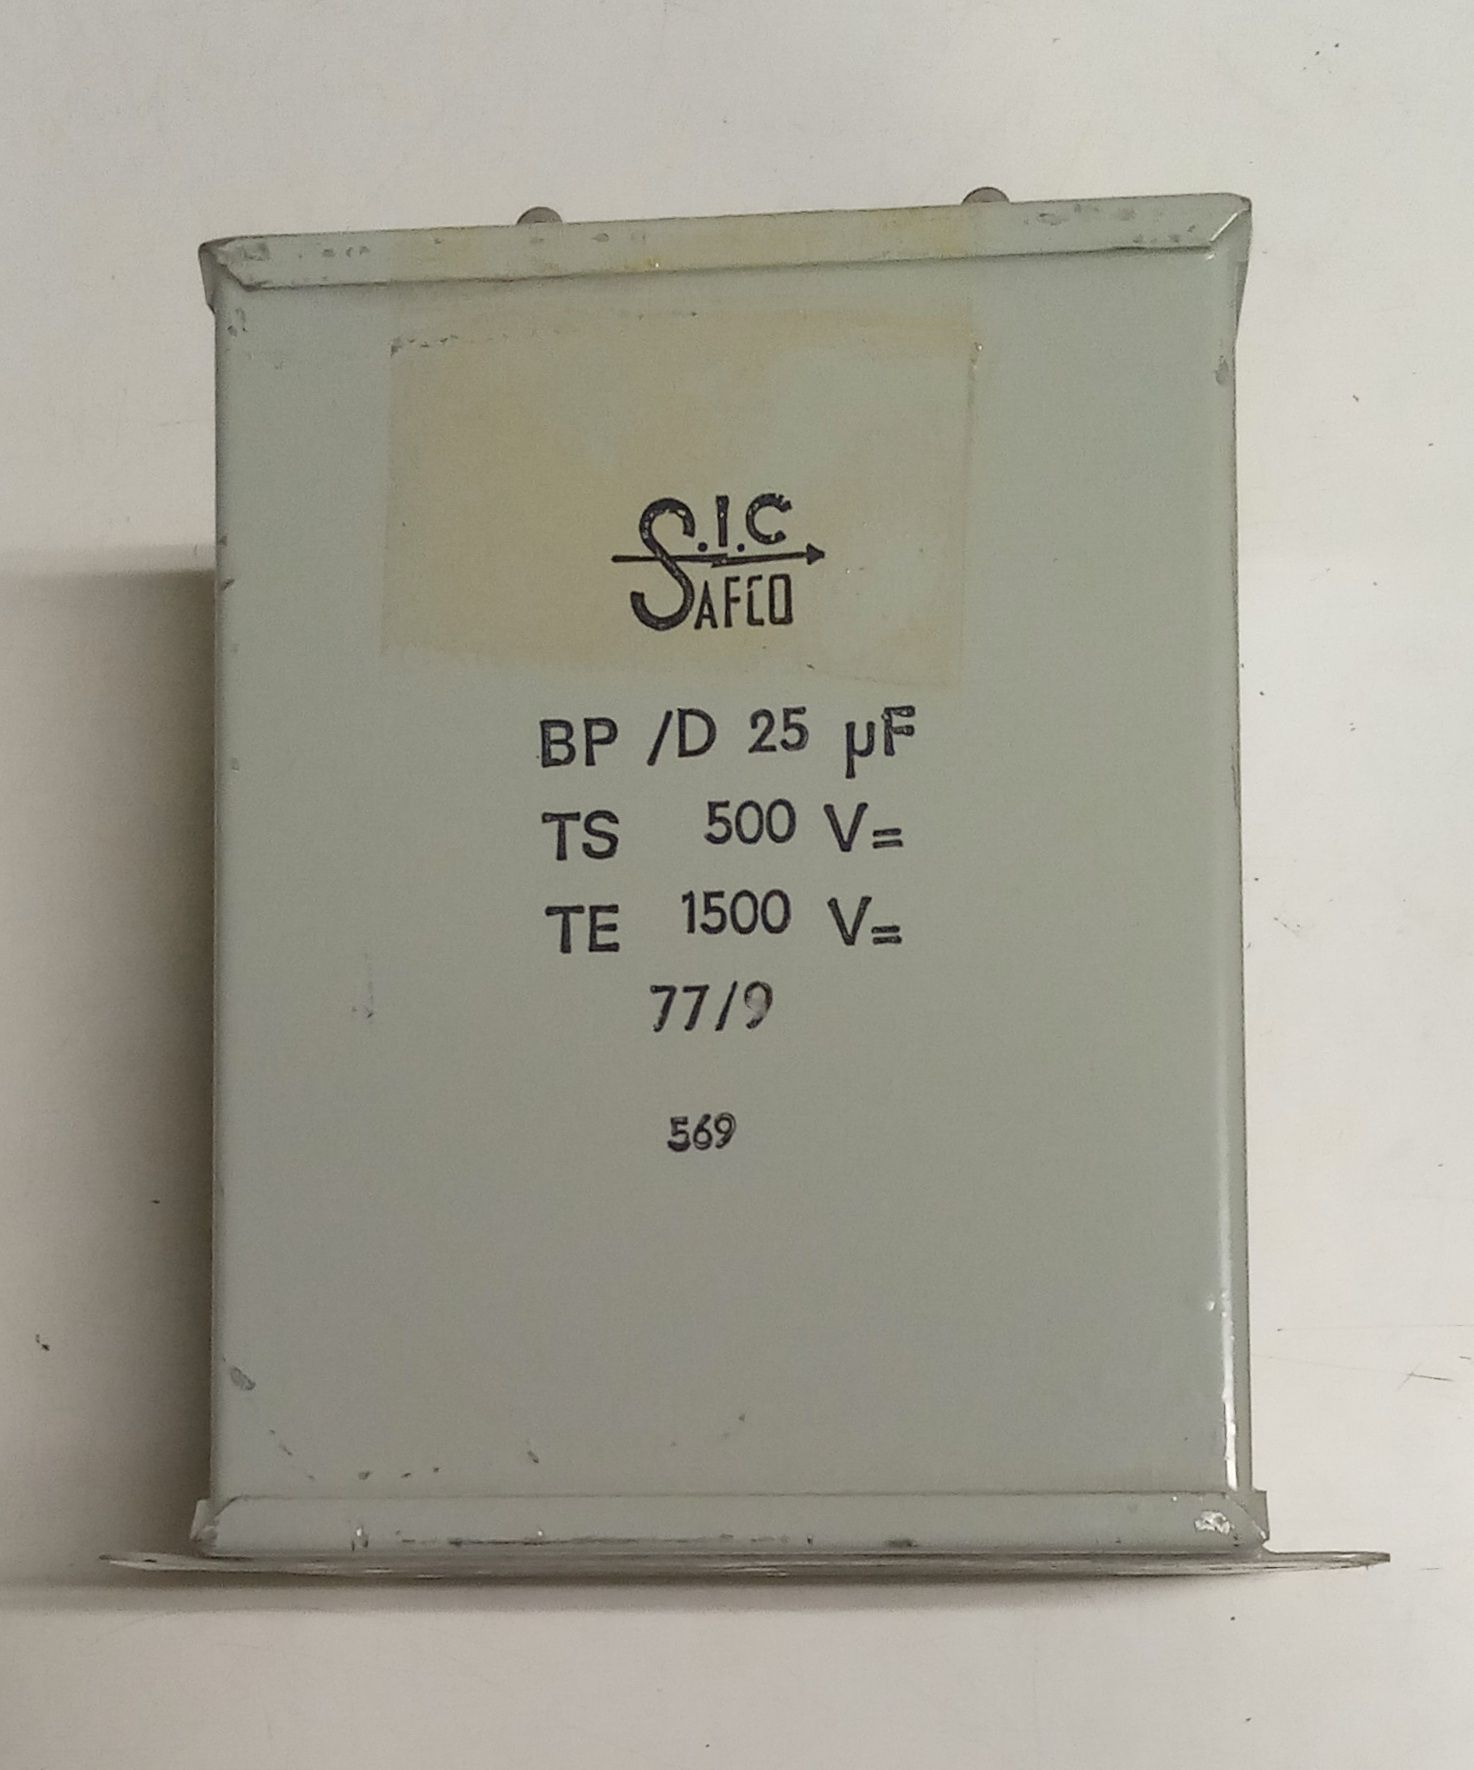 S.I.C
SAFCO
BP /D 25 µF
TS 500 V=
TE 1500 V=
77/9
569